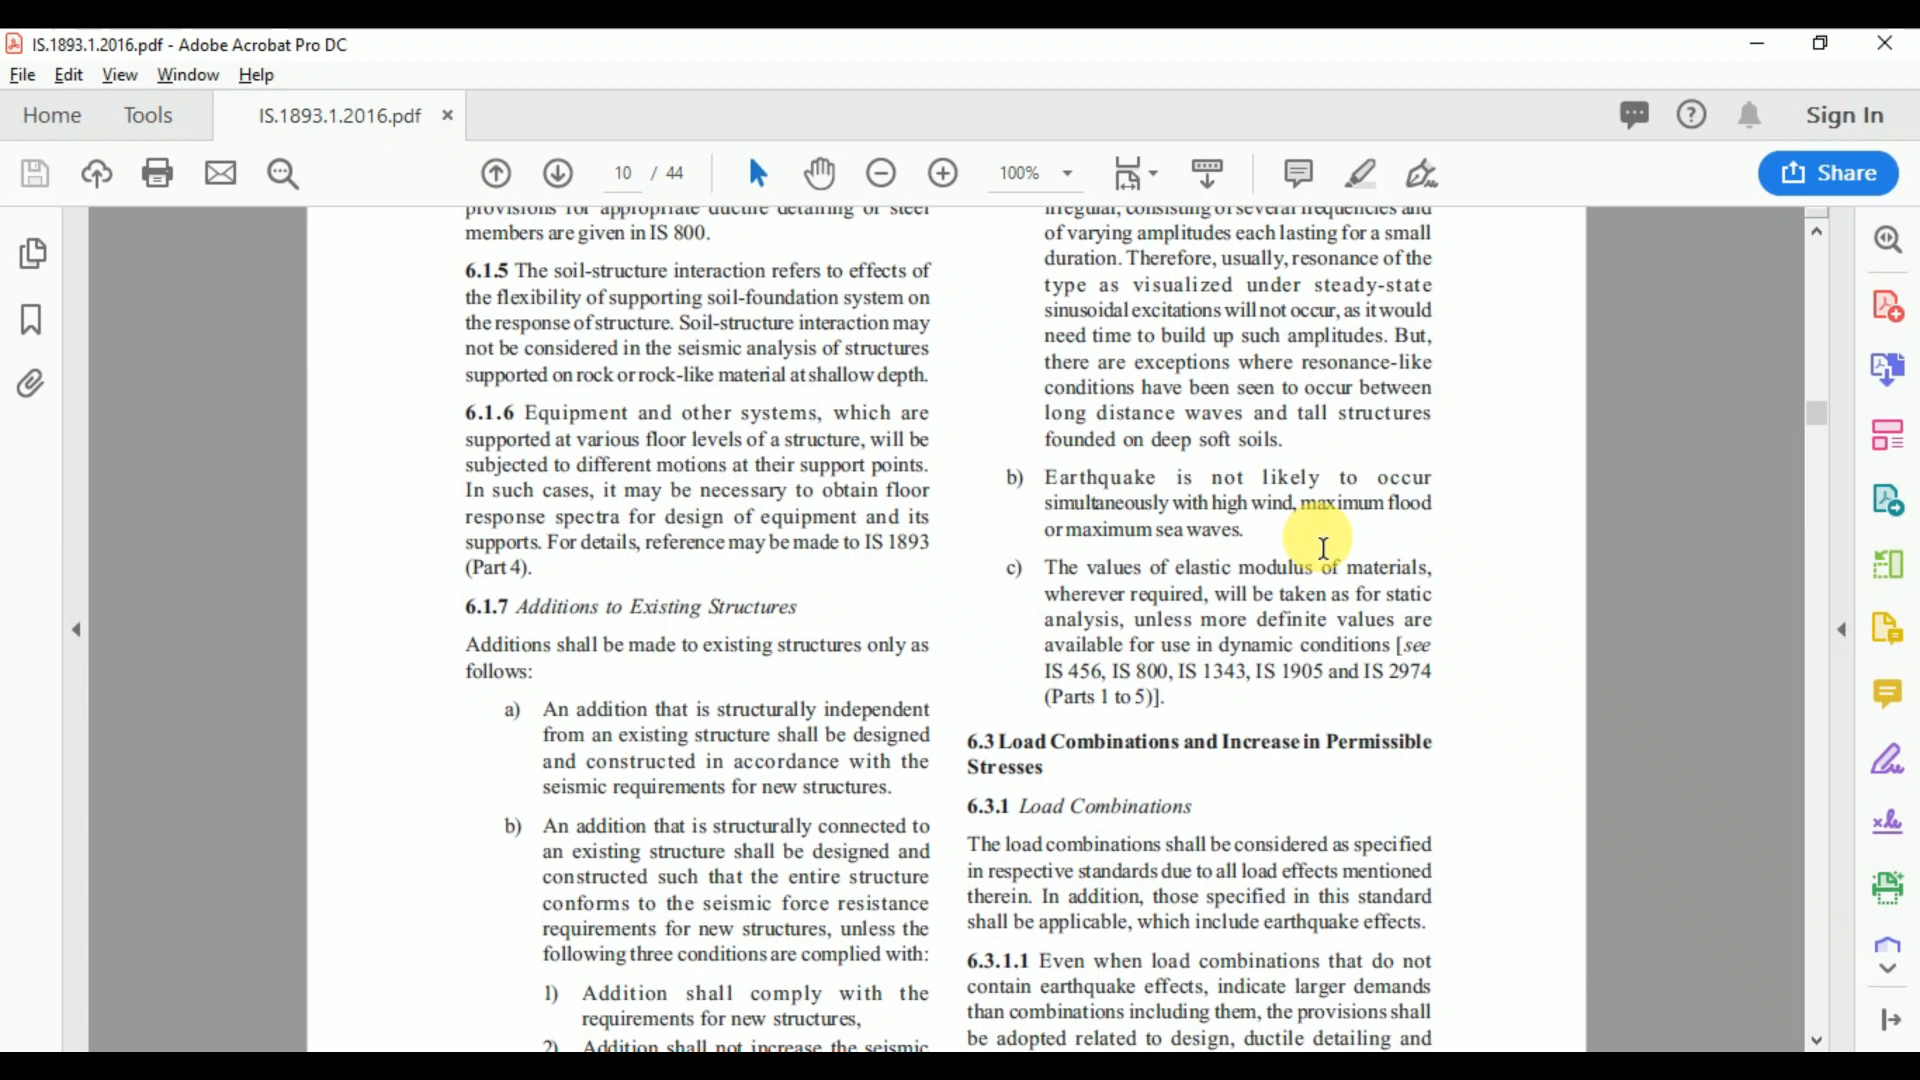 IS.1893.1.2016.pdf - Adobe Acrobat Pro DC
File Edit View Window Help
Home Tools IS.1893.1.2016.pdf × Sign In
10 / 44 100% Share
provisions for appropriate ductile detailing of steel
members are given in IS 800.
6.1.5 The soil-structure interaction refers to effects of
the flexibility of supporting soil-foundation system on
the response of structure. Soil-structure interaction may
not be considered in the seismic analysis of structures
supported on rock or rock-like material at shallow depth.
6.1.6 Equipment and other systems, which are
supported at various floor levels of a structure, will be
subjected to different motions at their support points.
In such cases, it may be necessary to obtain floor
response spectra for design of equipment and its
supports. For details, reference may be made to IS 1893
(Part 4).
6.1.7 Additions to Existing Structures
Additions shall be made to existing structures only as
follows:
a) An addition that is structurally independent
from an existing structure shall be designed
and constructed in accordance with the
seismic requirements for new structures.
b) An addition that is structurally connected to
an existing structure shall be designed and
constructed such that the entire structure
conforms to the seismic force resistance
requirements for new structures, unless the
following three conditions are complied with:
1) Addition shall comply with the
requirements for new structures,
2) Addition shall not increase the seismic
irregular, consisting of several frequencies and
of varying amplitudes each lasting for a small
duration. Therefore, usually, resonance of the
type as visualized under steady-state
sinusoidal excitations will not occur, as it would
need time to build up such amplitudes. But,
there are exceptions where resonance-like
conditions have been seen to occur between
long distance waves and tall structures
founded on deep soft soils.
b) Earthquake is not likely to occur
simultaneously with high wind, maximum flood
or maximum sea waves.
c) The values of elastic modulus of materials,
wherever required, will be taken as for static
analysis, unless more definite values are
available for use in dynamic conditions [see
IS 456, IS 800, IS 1343, IS 1905 and IS 2974
(Parts 1 to 5)].
6.3 Load Combinations and Increase in Permissible
Stresses
6.3.1 Load Combinations
The load combinations shall be considered as specified
in respective standards due to all load effects mentioned
therein. In addition, those specified in this standard
shall be applicable, which include earthquake effects.
6.3.1.1 Even when load combinations that do not
contain earthquake effects, indicate larger demands
than combinations including them, the provisions shall
be adopted related to design, ductile detailing and